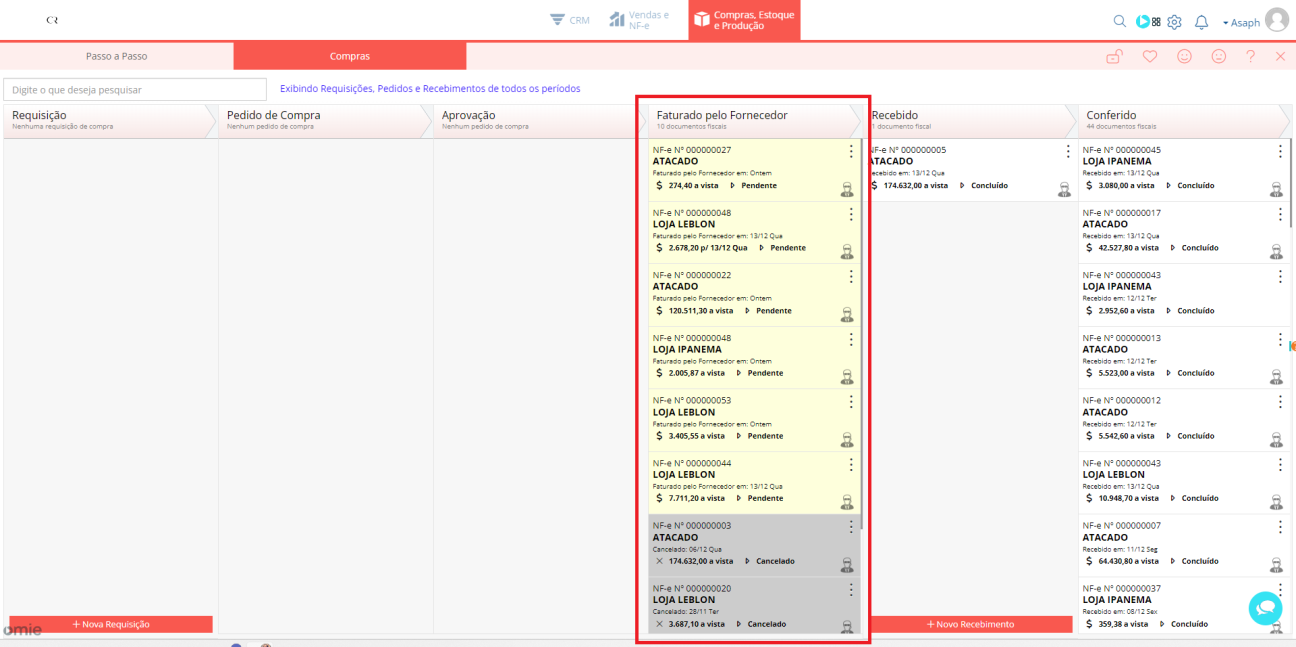 CR
CRM
Vendas e
NF-e
Compras, Estoque
e Produção
Asaph
Passo a Passo
Compras
Digite o que deseja pesquisar
Exibindo Requisições, Pedidos e Recebimentos de todos os períodos
Requisição
Nenhuma requisição de compra
Pedido de Compra
Nenhum pedido de compra
Aprovação
Nenhum pedido de compra
Faturado pelo Fornecedor
10 documentos fiscais
Recebido
1 documento fiscal
Conferido
44 documentos fiscais
NF-e Nº 000000027
ATACADO
Faturado pelo Fornecedor em: Ontem
$ 274,40 a vista Pendente
NF-e Nº 000000048
LOJA LEBLON
Faturado pelo Fornecedor em: 13/12 Qua
$ 2.678,20 p/ 13/12 Qua Pendente
NF-e Nº 000000022
ATACADO
Faturado pelo Fornecedor em: Ontem
$ 120.511,30 a vista Pendente
NF-e Nº 000000048
LOJA IPANEMA
Faturado pelo Fornecedor em: Ontem
$ 2.005,87 a vista Pendente
NF-e Nº 000000053
LOJA LEBLON
Faturado pelo Fornecedor em: Ontem
$ 3.405,55 a vista Pendente
NF-e Nº 000000044
LOJA LEBLON
Faturado pelo Fornecedor em: 13/12 Qua
$ 7.711,20 a vista Pendente
NF-e Nº 000000003
ATACADO
Cancelado: 06/12 Qua
174.632,00 a vista Cancelado
NF-e Nº 000000020
LOJA LEBLON
Cancelado: 28/11 Ter
3.687,10 a vista Cancelado
NF-e Nº 000000005
ATACADO
Recebido em: 13/12 Qua
$ 174.632,00 a vista Concluído
NF-e Nº 000000045
LOJA IPANEMA
Recebido em: 13/12 Qua
$ 3.080,00 a vista Concluído
NF-e Nº 000000017
ATACADO
Recebido em: 13/12 Qua
$ 42.527,80 a vista Concluído
NF-e Nº 000000043
LOJA IPANEMA
Recebido em: 12/12 Ter
$ 2.952,60 a vista Concluído
NF-e Nº 000000013
ATACADO
Recebido em: 12/12 Ter
$ 5.523,00 a vista Concluído
NF-e Nº 000000012
ATACADO
Recebido em: 12/12 Ter
$ 5.542,60 a vista Concluído
NF-e Nº 000000043
LOJA LEBLON
Recebido em: 13/12 Qua
$ 10.948,70 a vista Concluído
NF-e Nº 000000007
ATACADO
Recebido em: 11/12 Seg
$ 64.430,80 a vista Concluído
NF-e Nº 000000037
LOJA IPANEMA
Recebido em: 08/12 Sex
$ 359,38 a vista Concluído
+ Nova Requisição
+ Novo Recebimento
omie